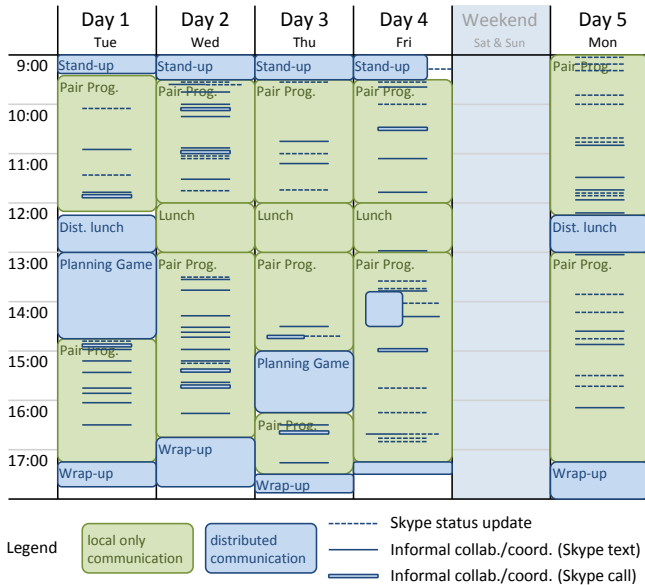 Day 1 Day 2 Day 3 Day 4 Weekend Day 5
Tue Wed Thu Fri Sat & Sun Mon
9:00 Stand-up Stand-up Stand-up Stand-up Pair Prog.
Pair Prog. Pair Prog. Pair Prog. Pair Prog.
10:00
11:00
12:00 Lunch Lunch Lunch
Dist. lunch Dist. lunch
13:00 Planning Game Pair Prog. Pair Prog. Pair Prog. Pair Prog.
14:00
15:00 Pair Prog. Planning Game
16:00 Pair Prog.
17:00 Wrap-up
Wrap-up Wrap-up Wrap-up
Legend
local only
communication
distributed
communication
Skype status update
Informal collab./coord. (Skype text)
Informal collab./coord. (Skype call)